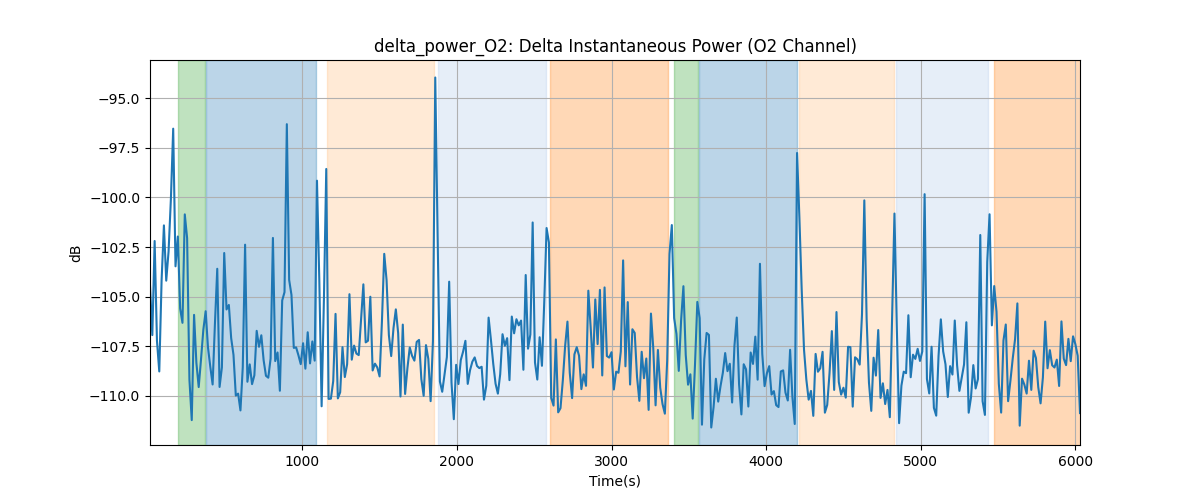 delta_power_O2: Delta Instantaneous Power (O2 Channel)
−95.0
−97.5
−100.0
−102.5
−105.0
−107.5
−110.0
dB
1000 2000 3000 4000 5000 6000
Time(s)